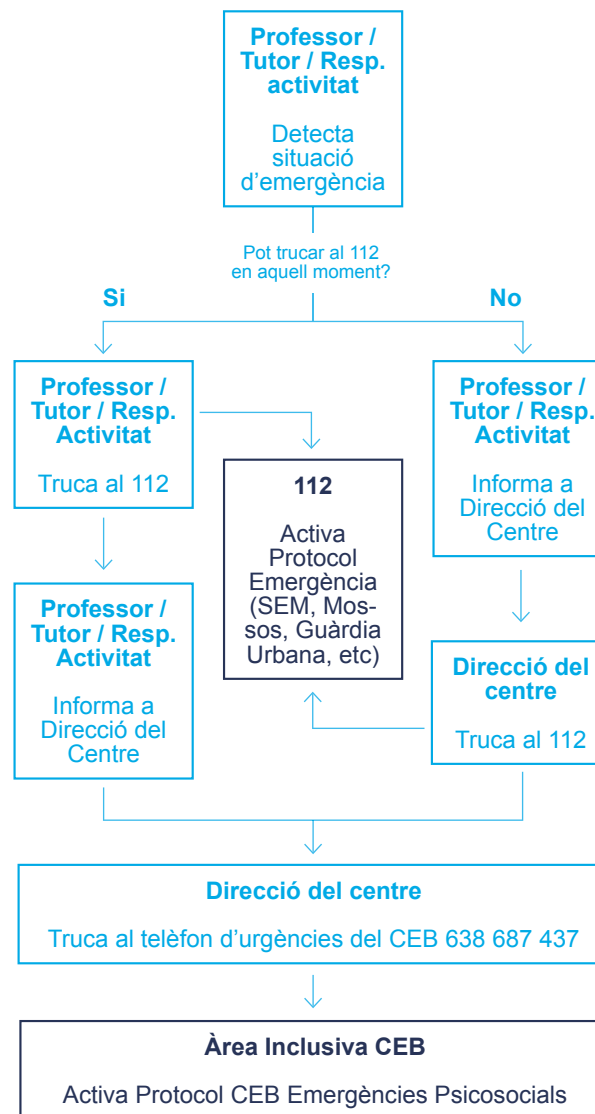 Professor /
Tutor / Resp.
activitat
Detecta
situació
d’emergència
Pot trucar al 112
en aquell moment?
Si
No
Professor /
Tutor / Resp.
Activitat
Truca al 112
Professor /
Tutor / Resp.
Activitat
Informa a
Direcció del
Centre
112
Activa
Protocol
Emergència
(SEM, Mos-
sos, Guàrdia
Urbana, etc)
Professor /
Tutor / Resp.
Activitat
Informa a
Direcció del
Centre
Direcció del
centre
Truca al 112
Direcció del centre
Truca al telèfon d’urgències del CEB 638 687 437
Àrea Inclusiva CEB
Activa Protocol CEB Emergències Psicosocials